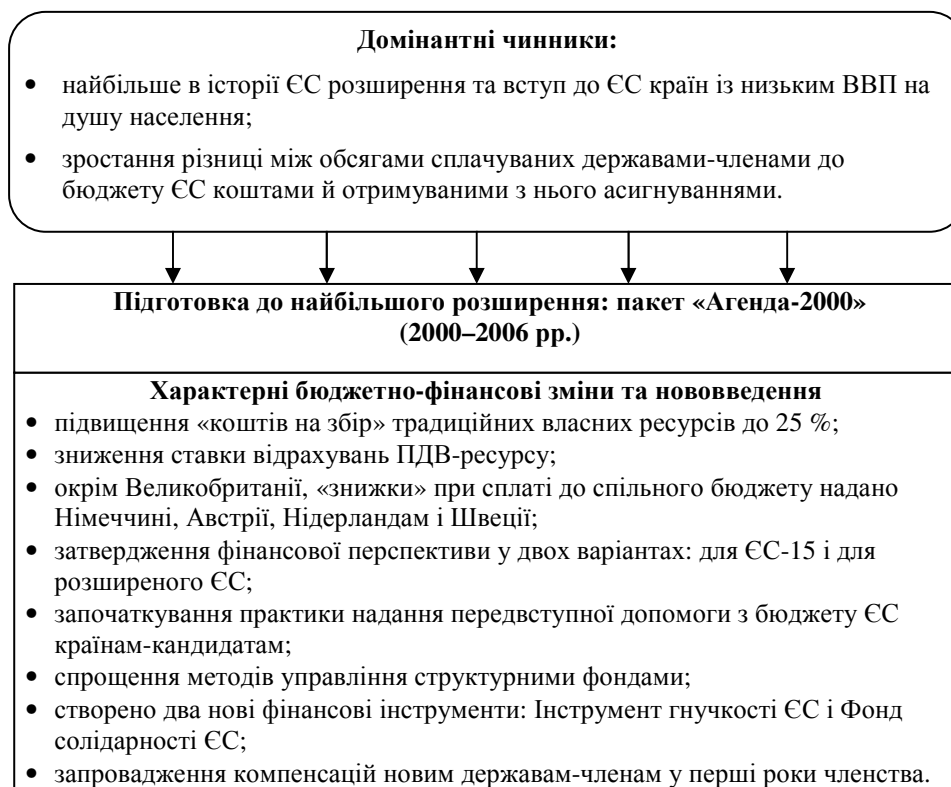 Домінантні чинники:
• найбільше в історії ЄС розширення та вступ до ЄС країн із низьким ВВП на
душу населення;
• зростання різниці між обсягами сплачуваних державами-членами до
бюджету ЄС коштами й отримуваними з нього асигнуваннями.
Підготовка до найбільшого розширення: пакет «Агенда-2000»
(2000–2006 рр.)
Характерні бюджетно-фінансові зміни та нововведення
• підвищення «коштів на збір» традиційних власних ресурсів до 25 %;
• зниження ставки відрахувань ПДВ-ресурсу;
• окрім Великобританії, «знижки» при сплаті до спільного бюджету надано
Німеччині, Австрії, Нідерландам і Швеції;
• затвердження фінансової перспективи у двох варіантах: для ЄС-15 і для
розширеного ЄС;
• започаткування практики надання передвступної допомоги з бюджету ЄС
країнам-кандидатам;
• спрощення методів управління структурними фондами;
• створено два нові фінансові інструменти: Інструмент гнучкості ЄС і Фонд
солідарності ЄС;
• запровадження компенсацій новим державам-членам у перші роки членства.